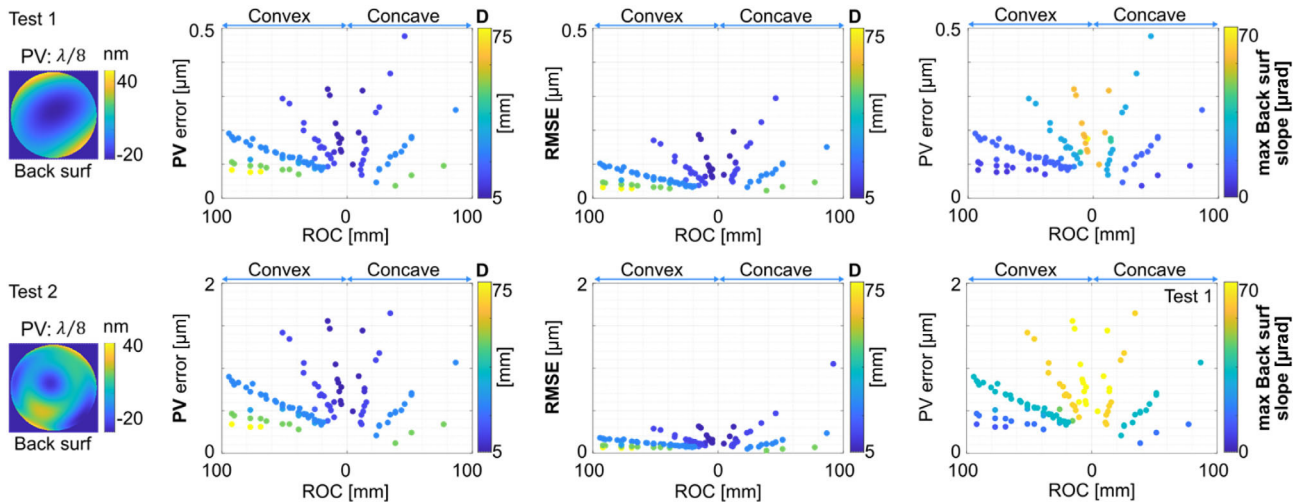 Test 1
PV: λ/8 nm
40
-20
Back surf
Convex Concave D
0.5
PV error [μm]
0
100 0 100
ROC [mm]
75
[mm]
5
Convex Concave D
0.5
RMSE [μm]
0
100 0 100
ROC [mm]
75
[mm]
5
Convex Concave
0.5
PV error [μm]
0
100 0 100
ROC [mm]
70
0
max Back surf
slope [μrad]
Test 2
PV: λ/8 nm
40
-20
Back surf
Convex Concave D
2
PV error [μm]
0
100 0 100
ROC [mm]
75
[mm]
5
Convex Concave D
2
RMSE [μm]
0
100 0 100
ROC [mm]
75
[mm]
5
Convex Concave
Test 1
2
PV error [μm]
0
100 0 100
ROC [mm]
70
0
max Back surf
slope [μrad]